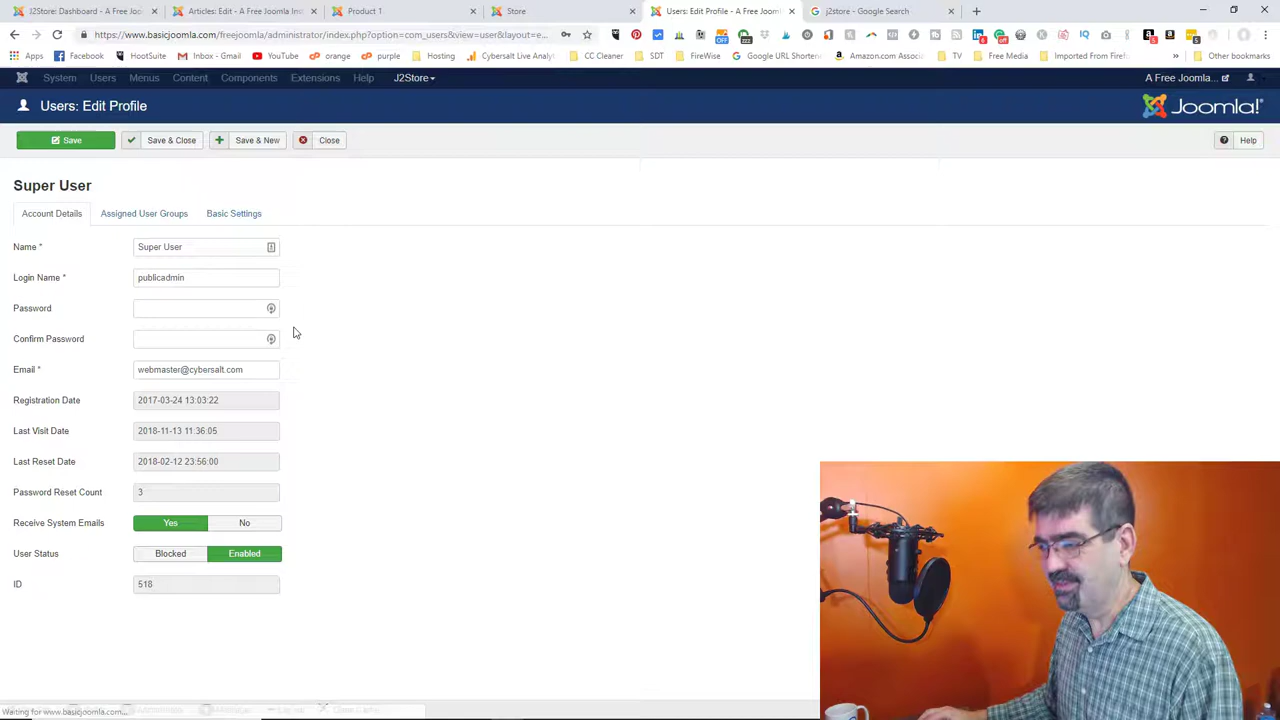 J2Store: Dashboard - A Free Joo
Articles: Edit - A Free Joomla Ins
Product 1
Store
Users: Edit Profile - A Free Joom
j2store - Google Search
https://www.basicjoomla.com/freejoomla/administrator/index.php?option=com_users&view=user&layout=e...
Apps
Facebook
HootSuite
Inbox - Gmail
YouTube
orange
purple
Hosting
Cybersalt Live Analyt
CC Cleaner
SDT
FireWise
Google URL Shortene
Amazon.com Associ
TV
Free Media
Imported From Firef
Other bookmarks
System Users Menus Content Components Extensions Help J2Store
A Free Joomla...
Users: Edit Profile
Joomla!
Save
Save & Close
Save & New
Close
Help
Super User
Account Details
Assigned User Groups
Basic Settings
Name * Super User
Login Name * publicadmin
Password
Confirm Password
Email * webmaster@cybersalt.com
Registration Date 2017-03-24 13:03:22
Last Visit Date 2018-11-13 11:36:05
Last Reset Date 2018-02-12 23:56:00
Password Reset Count 3
Receive System Emails Yes No
User Status Blocked Enabled
ID 518
Waiting for www.basicjoomla.com...